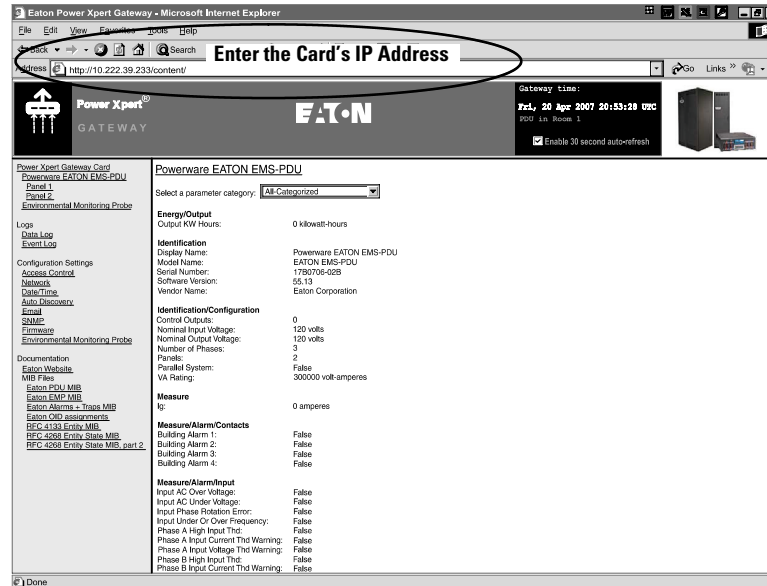 Eaton Power Xpert Gateway - Microsoft Internet Explorer
File Edit View Favorites Tools Help
Back Search Enter the Card's IP Address
Address http://10.222.39.233/content/ Go Links »
Power Xpert®
GATEWAY
EATON
Gateway time:
Fri, 20 Apr 2007 20:53:28 UTC
PDU in Room 1
Enable 30 second auto-refresh
Power Xpert Gateway Card
Powerware EATON EMS-PDU
Panel 1
Panel 2
Environmental Monitoring Probe
Logs
Data Log
Event Log
Configuration Settings
Access Control
Network
Date/Time
Auto Discovery
Email
SNMP
Firmware
Environmental Monitoring Probe
Documentation
Eaton Website
MIB Files
Eaton PDU MIB
Eaton EMP MIB
Eaton Alarms + Traps MIB
Eaton OID assignments
RFC 4133 Entity MIB
RFC 4268 Entity State MIB
RFC 4268 Entity State MIB, part 2
Powerware EATON EMS-PDU
Select a parameter category: All-Categorized
Energy/Output
Output KW Hours: 0 kilowatt-hours
Identification
Display Name: Powerware EATON EMS-PDU
Model Name: EATON EMS-PDU
Serial Number: 17B0706-02B
Software Version: 55.13
Vendor Name: Eaton Corporation
Identification/Configuration
Control Outputs: 0
Nominal Input Voltage: 120 volts
Nominal Output Voltage: 120 volts
Number of Phases: 3
Panels: 2
Parallel System: False
VA Rating: 300000 volt-amperes
Measure
Ig: 0 amperes
Measure/Alarm/Contacts
Building Alarm 1: False
Building Alarm 2: False
Building Alarm 3: False
Building Alarm 4: False
Measure/Alarm/Input
Input AC Over Voltage: False
Input AC Under Voltage: False
Input Phase Rotation Error: False
Input Under Or Over Frequency: False
Phase A High Input Thd: False
Phase A Input Current Thd Warning: False
Phase A Input Voltage Thd Warning: False
Phase B High Input Thd: False
Phase B Input Current Thd Warning: False
Done